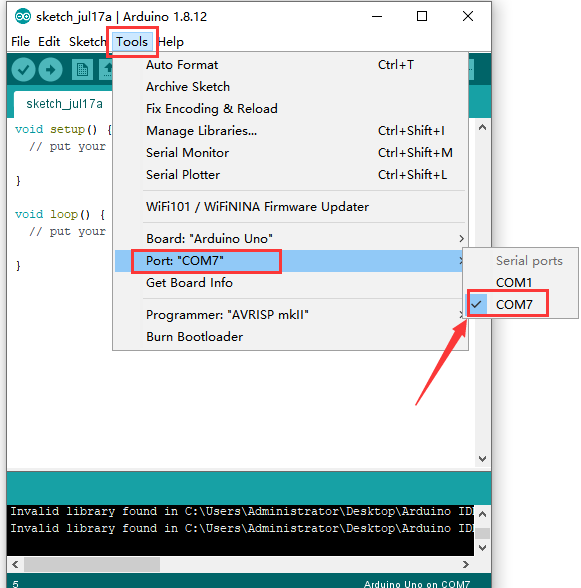 sketch_jul17a | Arduino 1.8.12
File Edit Sketch Tools Help
sketch_jul17a
void setup() {
// put your
}
void loop() {
// put your
}
Auto Format Ctrl+T
Archive Sketch
Fix Encoding & Reload
Manage Libraries... Ctrl+Shift+I
Serial Monitor Ctrl+Shift+M
Serial Plotter Ctrl+Shift+L
WiFi101 / WiFiNINA Firmware Updater
Board: "Arduino Uno"
Port: "COM7"
Get Board Info
Programmer: "AVRISP mkII"
Burn Bootloader
Serial ports
COM1
COM7
Invalid library found in C:\Users\Administrator\Desktop\Arduino ID
Invalid library found in C:\Users\Administrator\Desktop\Arduino ID
5 Arduino Uno on COM7